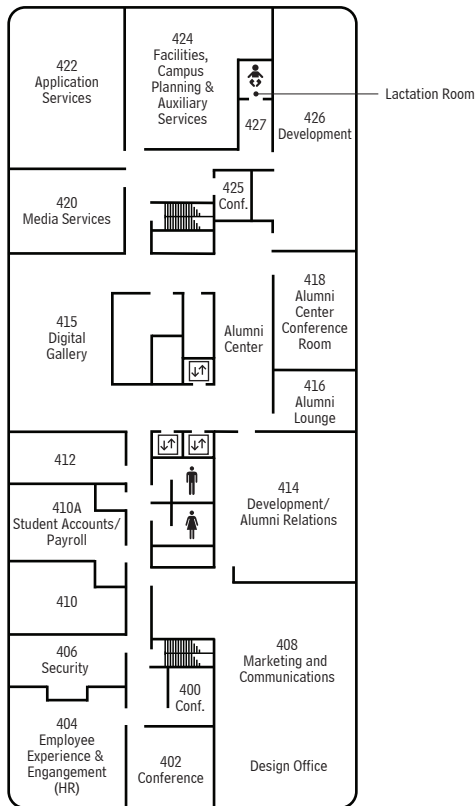 422
Application
Services
424
Facilities,
Campus
Planning &
Auxiliary
Services
427
426
Development
Lactation Room
420
Media Services
425
Conf.
415
Digital
Gallery
Alumni
Center
418
Alumni
Center
Conference
Room
416
Alumni
Lounge
412
410A
Student Accounts/
Payroll
414
Development/
Alumni Relations
410
406
Security
408
Marketing and
Communications
400
Conf.
404
Employee
Experience &
Engangement
(HR)
402
Conference
Design Office